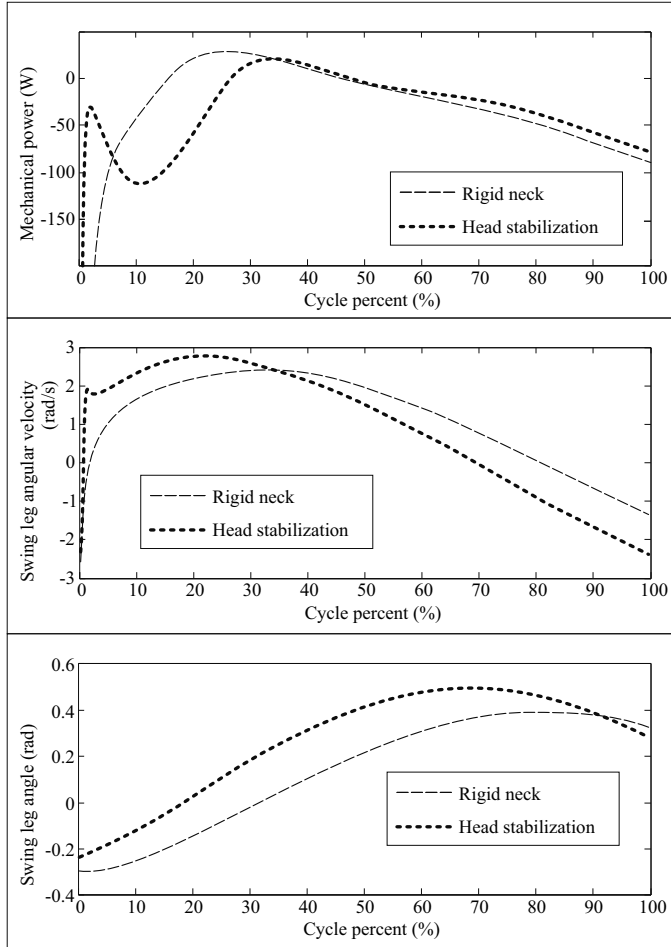 Mechanical power (W)
50
0
-50
-100
-150
Rigid neck
Head stabilization
0 10 20 30 40 50 60 70 80 90 100
Cycle percent (%)
Swing leg angular velocity
(rad/s)
3
2
1
0
-1
-2
-3
Rigid neck
Head stabilization
0 10 20 30 40 50 60 70 80 90 100
Cycle percent (%)
Swing leg angle (rad)
0.6
0.4
0.2
0
-0.2
-0.4
Rigid neck
Head stabilization
0 10 20 30 40 50 60 70 80 90 100
Cycle percent (%)